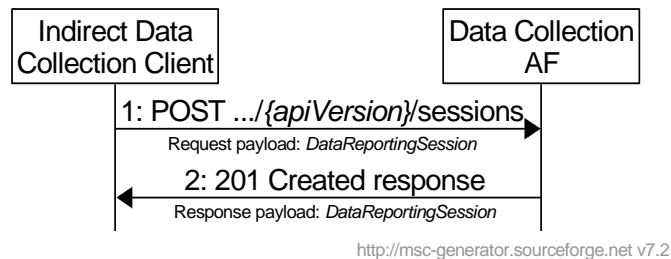 Indirect Data
Collection Client
Data Collection
AF
1: POST .../{apiVersion}/sessions
Request payload: DataReportingSession
2: 201 Created response
Response payload: DataReportingSession
http://msc-generator.sourceforge.net v7.2